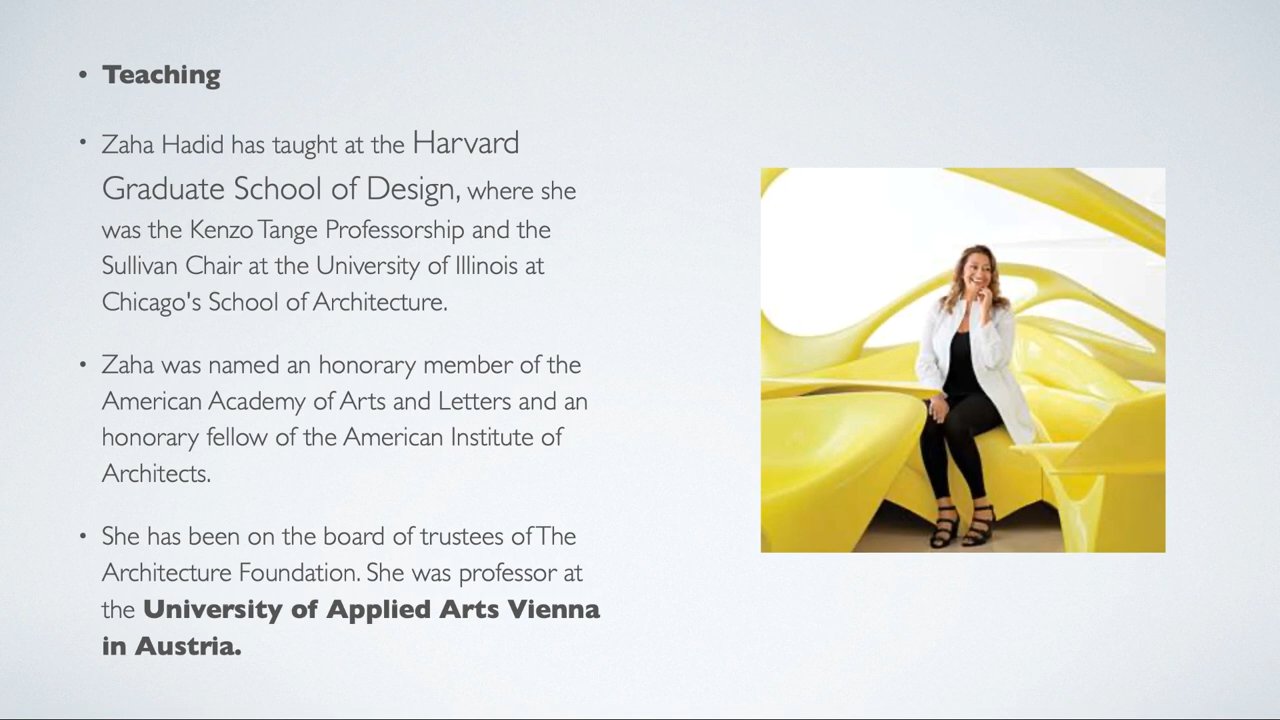 • Teaching
• Zaha Hadid has taught at the Harvard
Graduate School of Design, where she
was the Kenzo Tange Professorship and the
Sullivan Chair at the University of Illinois at
Chicago's School of Architecture.
• Zaha was named an honorary member of the
American Academy of Arts and Letters and an
honorary fellow of the American Institute of
Architects.
• She has been on the board of trustees of The
Architecture Foundation. She was professor at
the University of Applied Arts Vienna
in Austria.